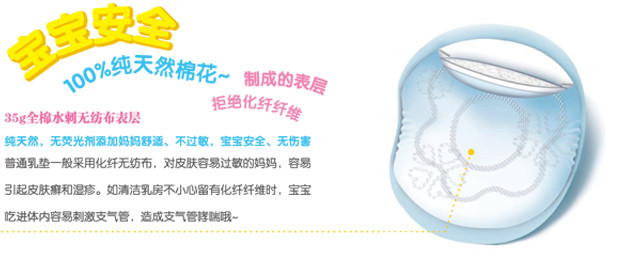 宝宝安全
100%纯天然棉花~
制成的表层
拒绝化纤纤维
35g全棉水刺无纺布表层
纯天然，无荧光剂添加妈妈舒适、不过敏，宝宝安全、无伤害
普通乳垫一般采用化纤无纺布，对皮肤容易过敏的妈妈，容易
引起皮肤癣和湿疹。如清洁乳房不小心留有化纤纤维时，宝宝
吃进体内容易刺激支气管，造成支气管哮喘哦~